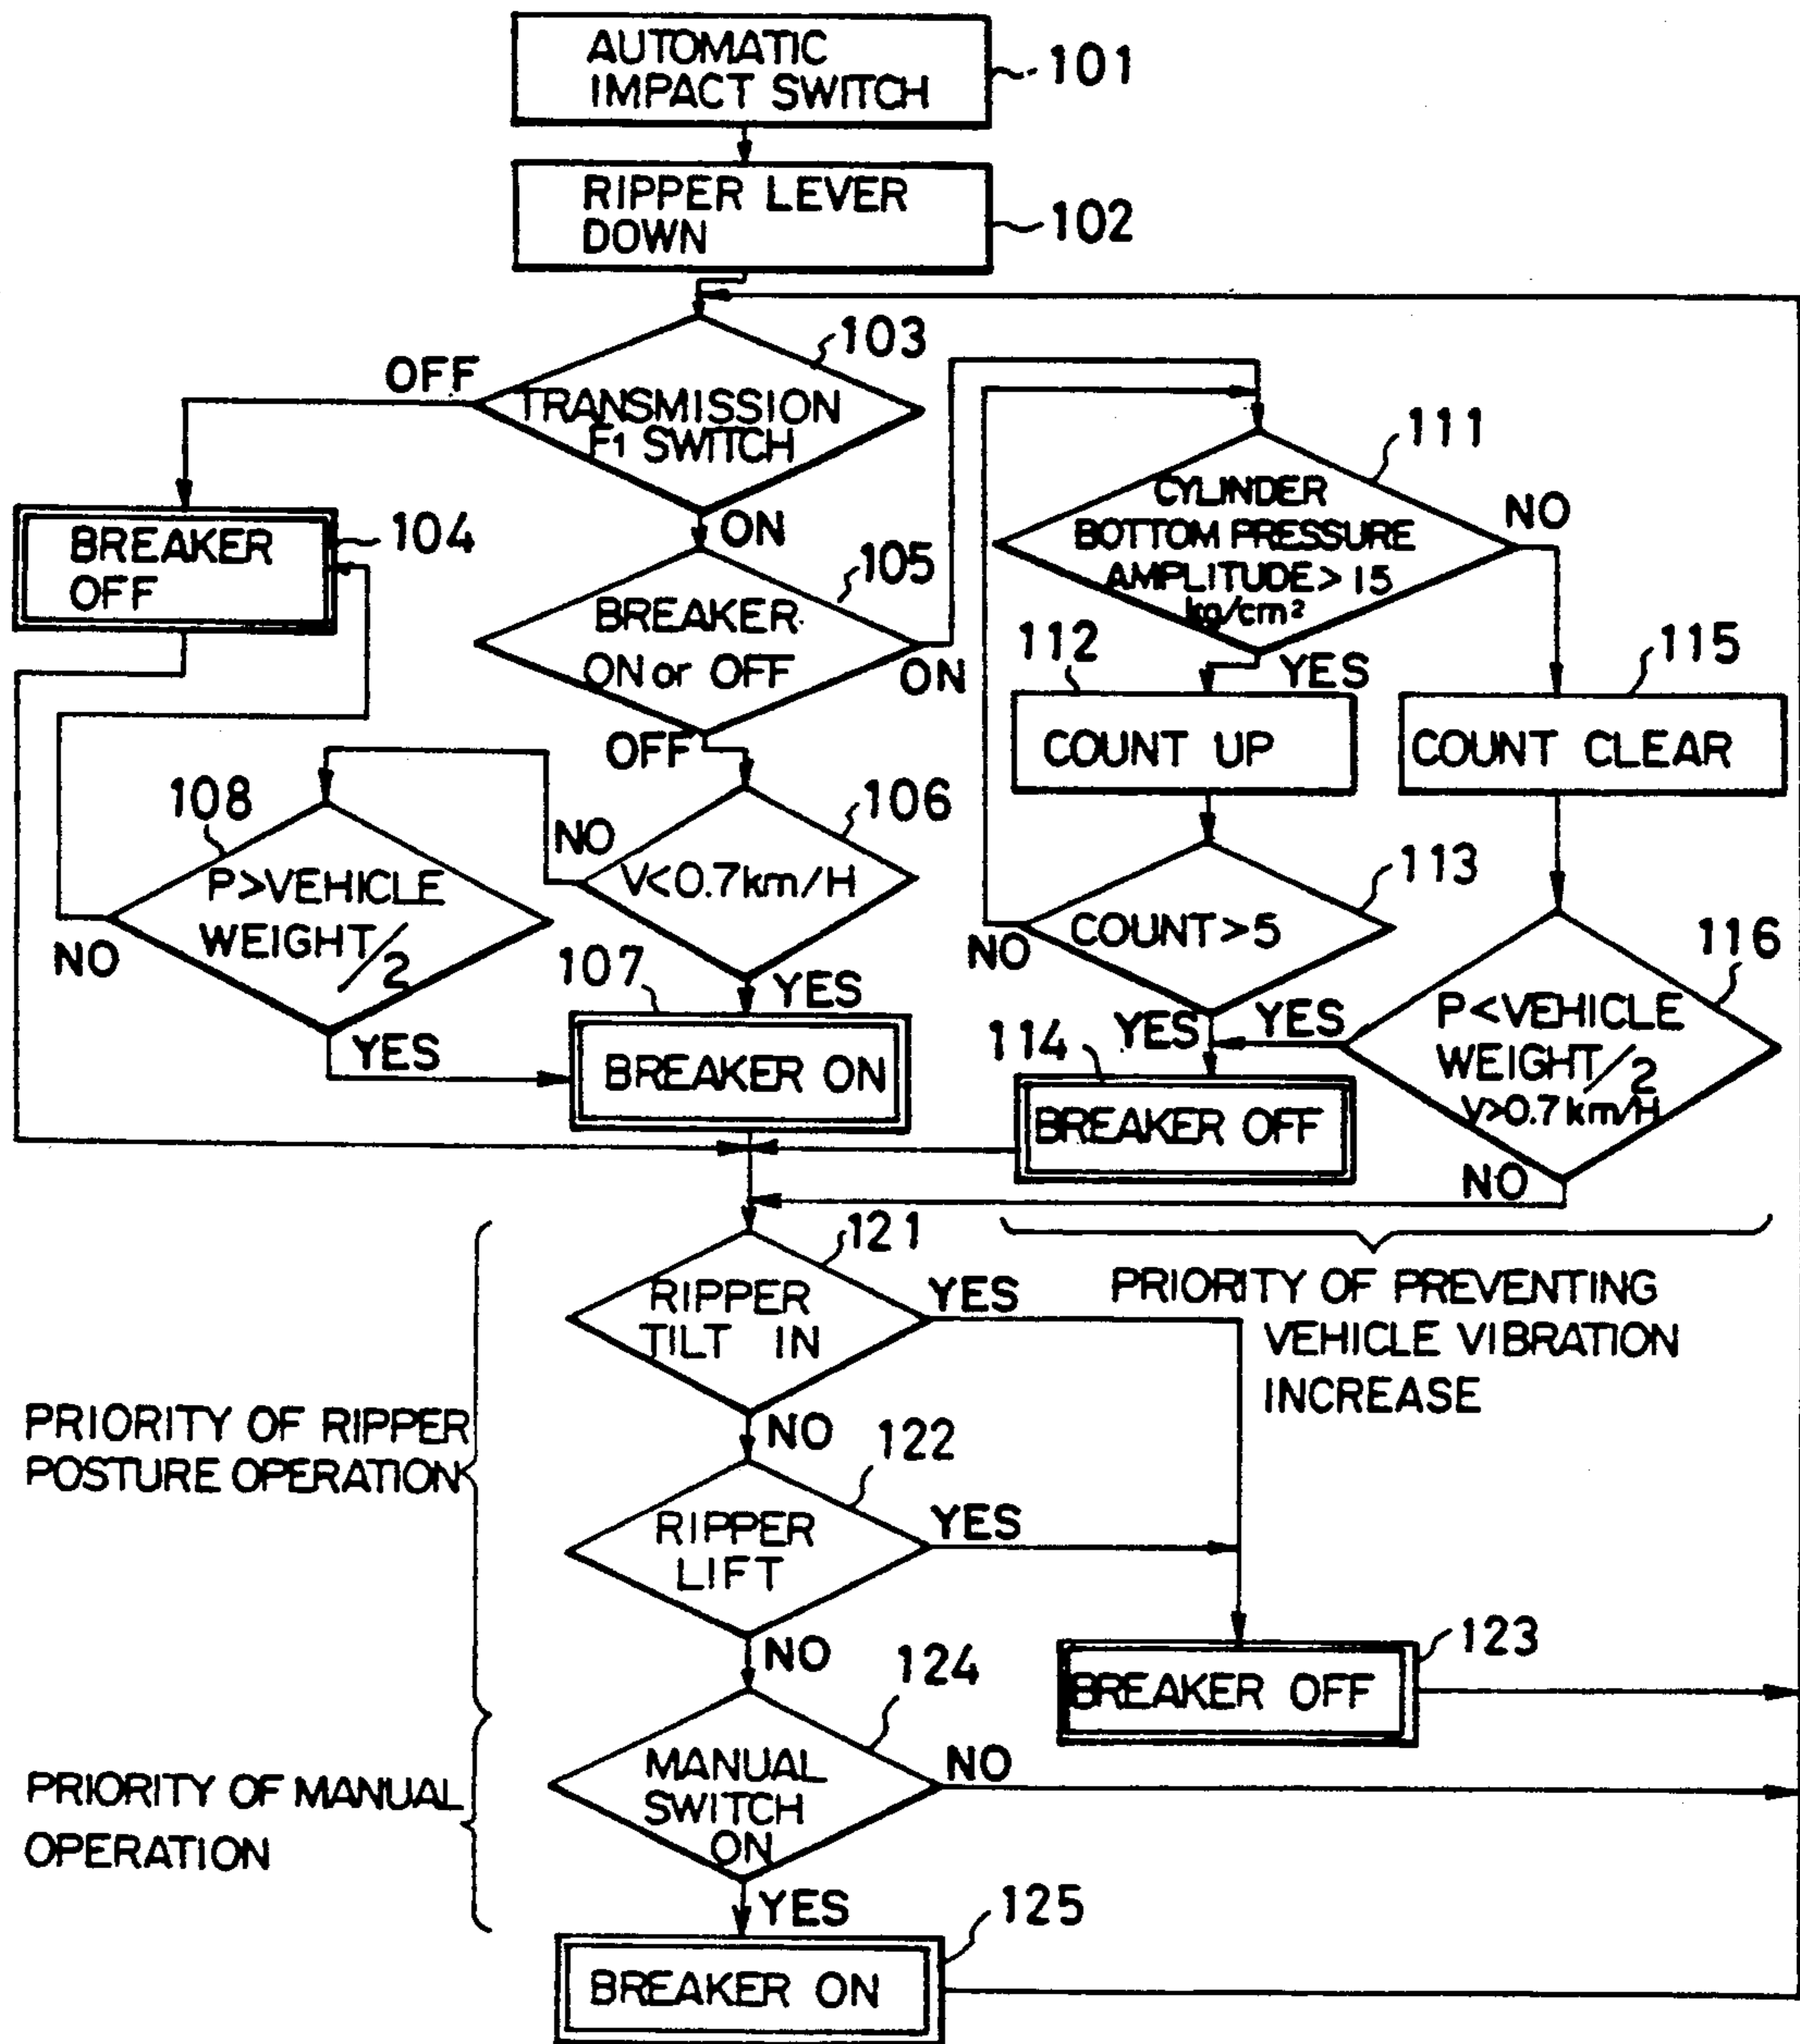 AUTOMATIC
IMPACT SWITCH
101
RIPPER LEVER
DOWN
102
103
OFF
TRANSMISSION
F1 SWITCH
ON
111
CYLINDER
BOTTOM PRESSURE
AMPLITUDE > 15
kg/cm²
NO
YES
BREAKER
OFF
104
105
BREAKER
ON or OFF
ON
OFF
112
COUNT UP
115
COUNT CLEAR
108
P>VEHICLE
WEIGHT/2
NO
YES
106
V<0.7km/H
NO
YES
113
COUNT>5
NO
YES
116
P<VEHICLE
WEIGHT/2
V>0.7km/H
YES
NO
107
BREAKER ON
114
BREAKER OFF
121
RIPPER
TILT IN
YES
NO
PRIORITY OF PREVENTING
VEHICLE VIBRATION
INCREASE
PRIORITY OF RIPPER
POSTURE OPERATION
122
RIPPER
LIFT
YES
NO
123
BREAKER OFF
124
MANUAL
SWITCH
ON
NO
YES
PRIORITY OF MANUAL
OPERATION
125
BREAKER ON